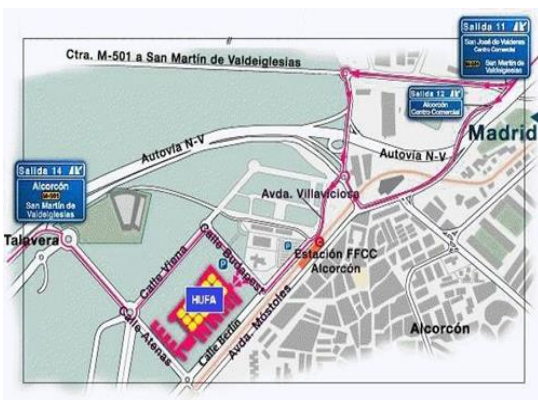 Salida 11
San José de Valderas
Centro Comercial
M-501 San Martín de
Valdeiglesias
Ctra. M-501 a San Martín de Valdeiglesias
Salida 12
Alcorcón
Centro Comercial
Madrid
Autovía N-V
Autovía N-V
Salida 14
Alcorcón
M-501
San Martín de
Valdeiglesias
Avda. Villaviciosa
Talavera
Calle Viena
Calle Budapest
P
P
C
Estación FFCC
Alcorcón
HUFA
Calle Atenas
Calle Berlín
Avda. Móstoles
Alcorcón